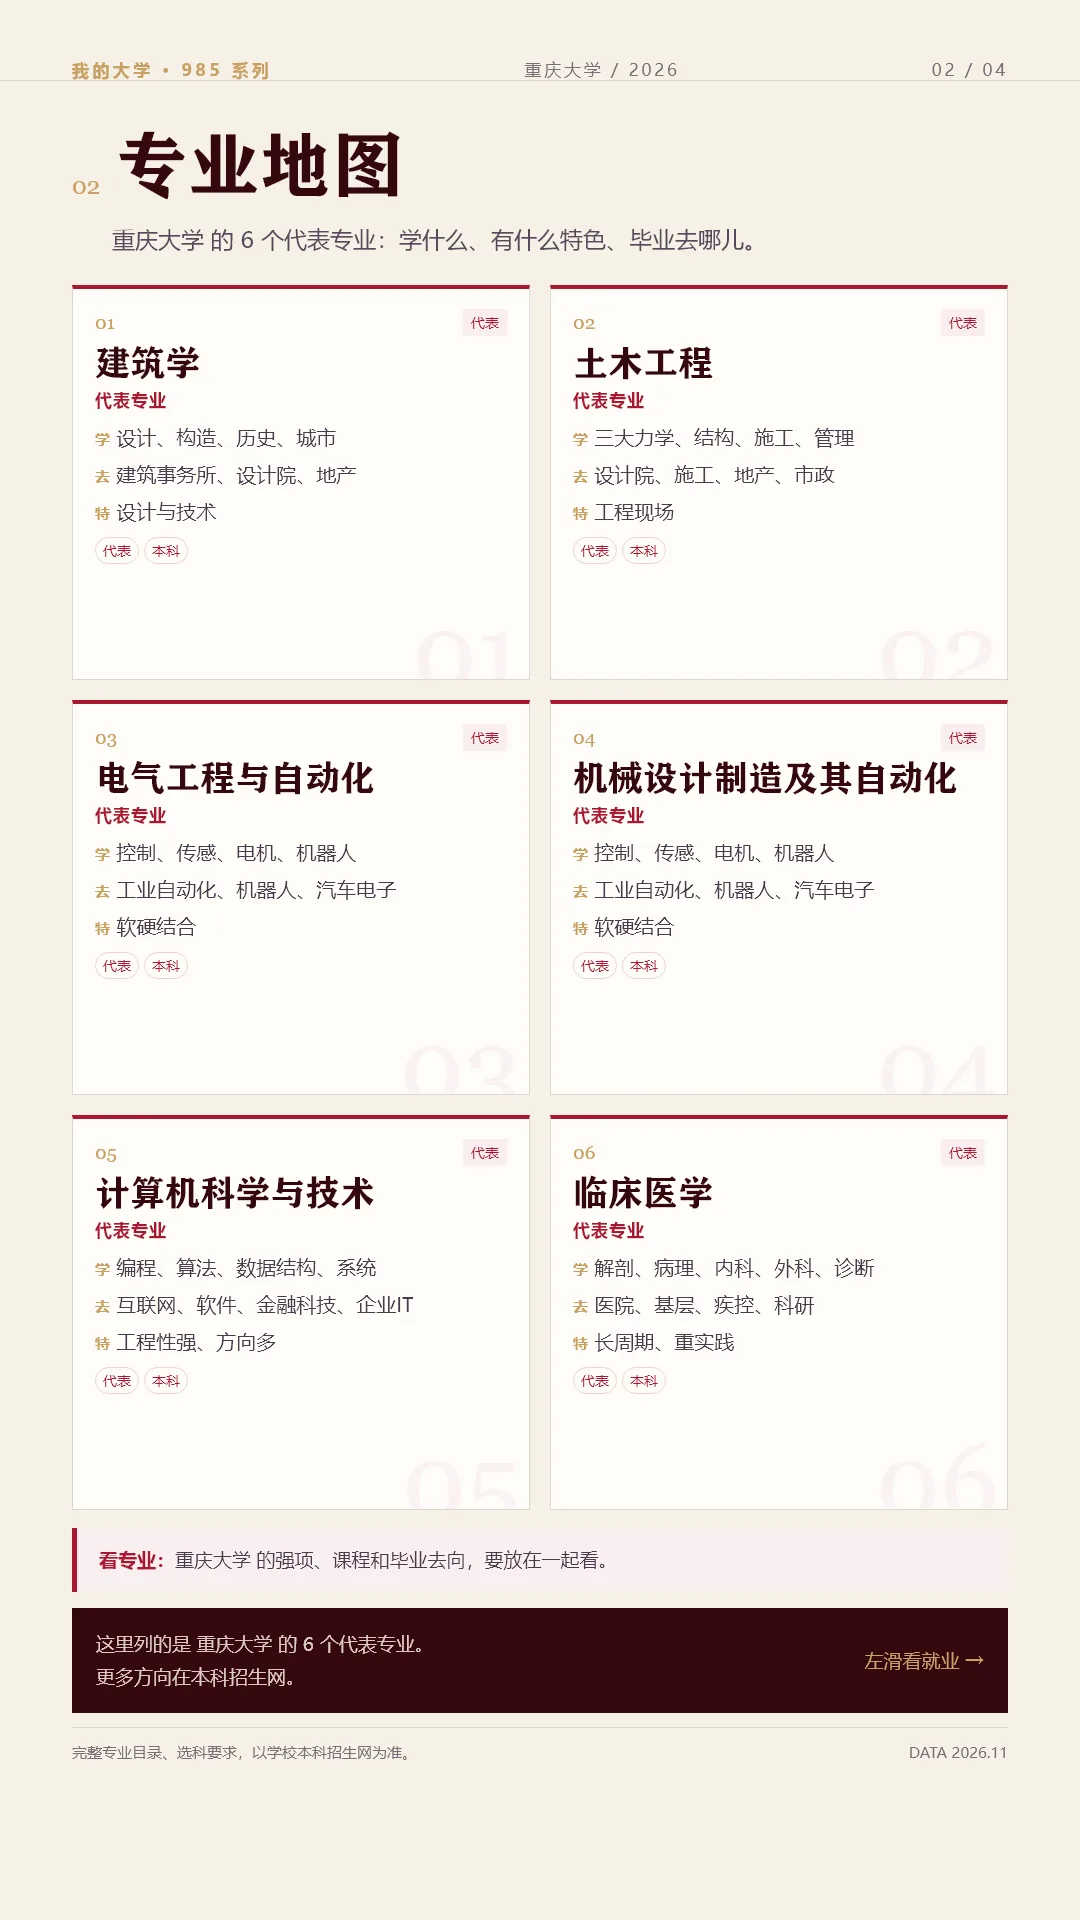 我的大学 • 985 系列
重庆大学 / 2026
02 / 04
02 专业地图
重庆大学 的 6 个代表专业：学什么、有什么特色、毕业去哪儿。
01 代表
建筑学
代表专业
学 设计、构造、历史、城市
去 建筑事务所、设计院、地产
特 设计与技术
代表 本科
01
02 代表
土木工程
代表专业
学 三大力学、结构、施工、管理
去 设计院、施工、地产、市政
特 工程现场
代表 本科
02
03 代表
电气工程与自动化
代表专业
学 控制、传感、电机、机器人
去 工业自动化、机器人、汽车电子
特 软硬结合
代表 本科
03
04 代表
机械设计制造及其自动化
代表专业
学 控制、传感、电机、机器人
去 工业自动化、机器人、汽车电子
特 软硬结合
代表 本科
04
05 代表
计算机科学与技术
代表专业
学 编程、算法、数据结构、系统
去 互联网、软件、金融科技、企业IT
特 工程性强、方向多
代表 本科
05
06 代表
临床医学
代表专业
学 解剖、病理、内科、外科、诊断
去 医院、基层、疾控、科研
特 长周期、重实践
代表 本科
06
看专业：重庆大学 的强项、课程和毕业去向，要放在一起看。
这里列的是 重庆大学 的 6 个代表专业。
更多方向在本科招生网。
左滑看就业 →
完整专业目录、选科要求，以学校本科招生网为准。
DATA 2026.11